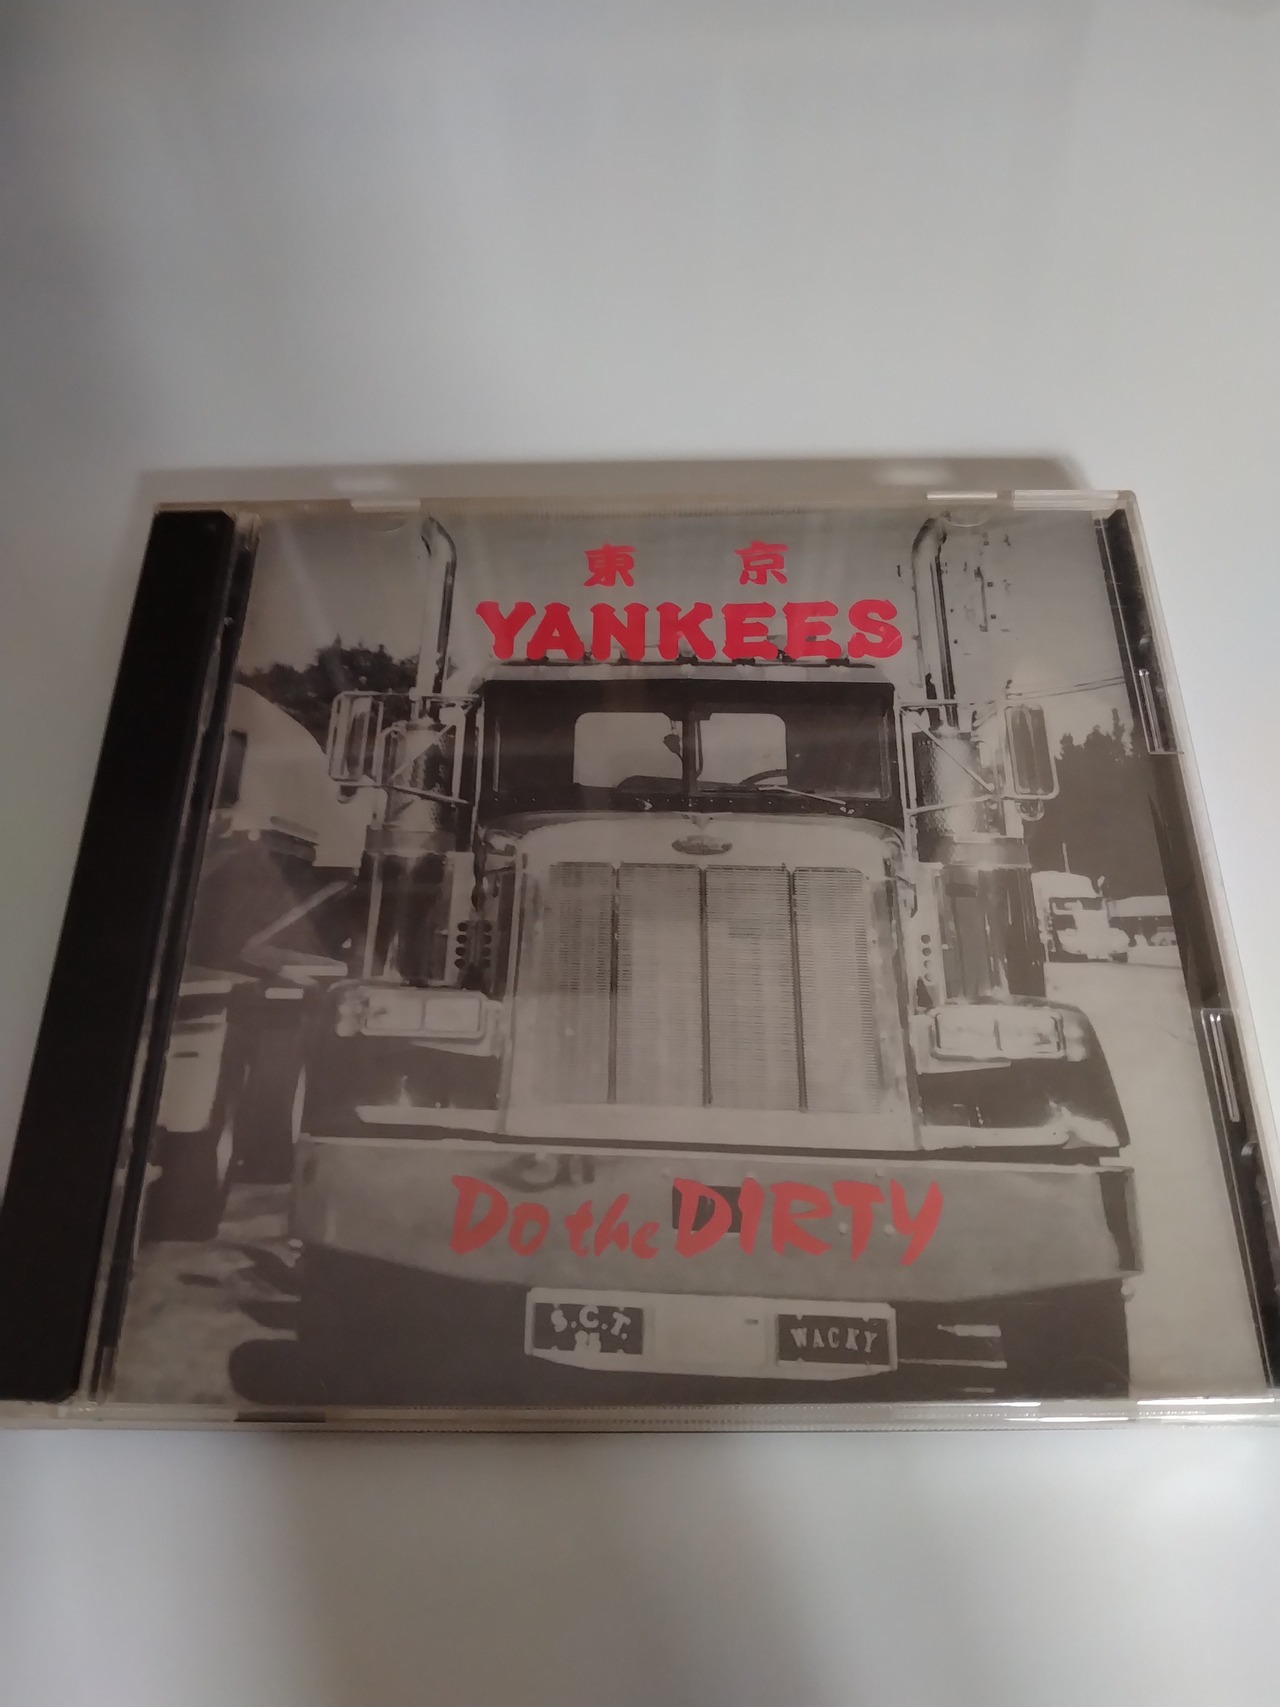 東京
YANKEES
Do the DIRTY
S.C.T. WACKY